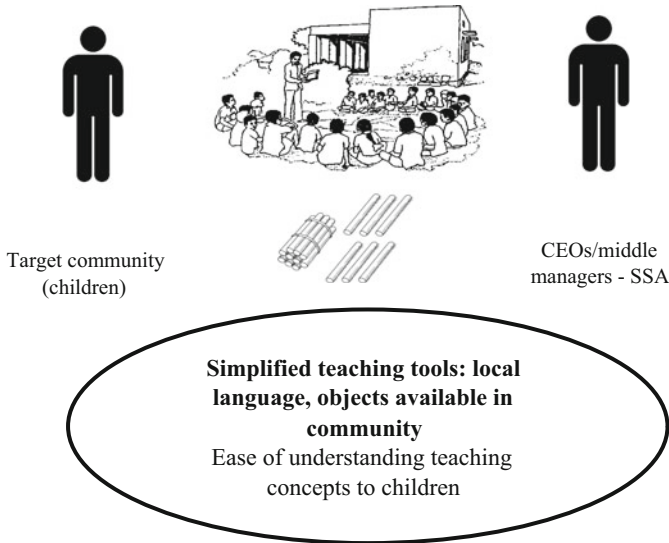 Target community
(children)
CEOs/middle
managers - SSA
Simplified teaching tools: local
language, objects available in
community
Ease of understanding teaching
concepts to children